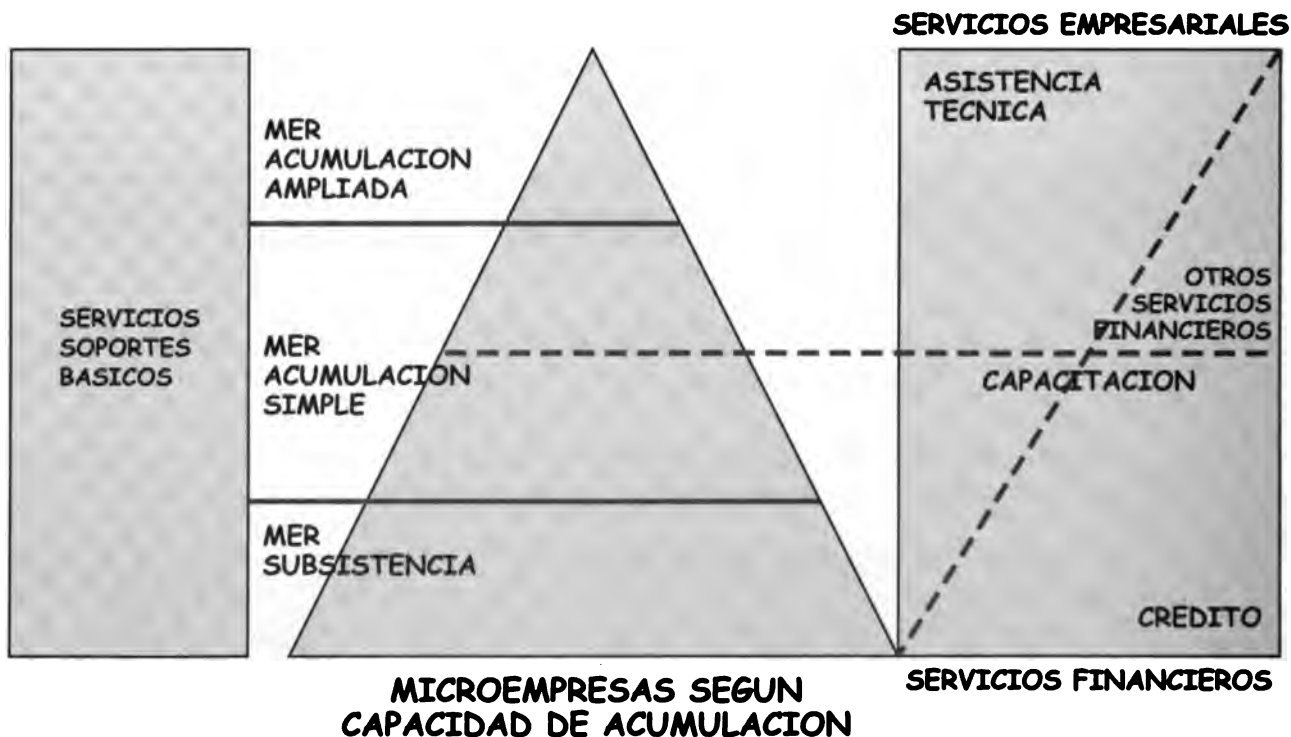 SERVICIOS EMPRESARIALES
ASISTENCIA
TECNICA
MER
ACUMULACION
AMPLIADA
OTROS
SERVICIOS
FINANCIEROS
SERVICIOS
SOPORTES
BASICOS
MER
ACUMULACION
SIMPLE
CAPACITACION
MER
SUBSISTENCIA
CREDITO
SERVICIOS FINANCIEROS
MICROEMPRESAS SEGUN
CAPACIDAD DE ACUMULACION